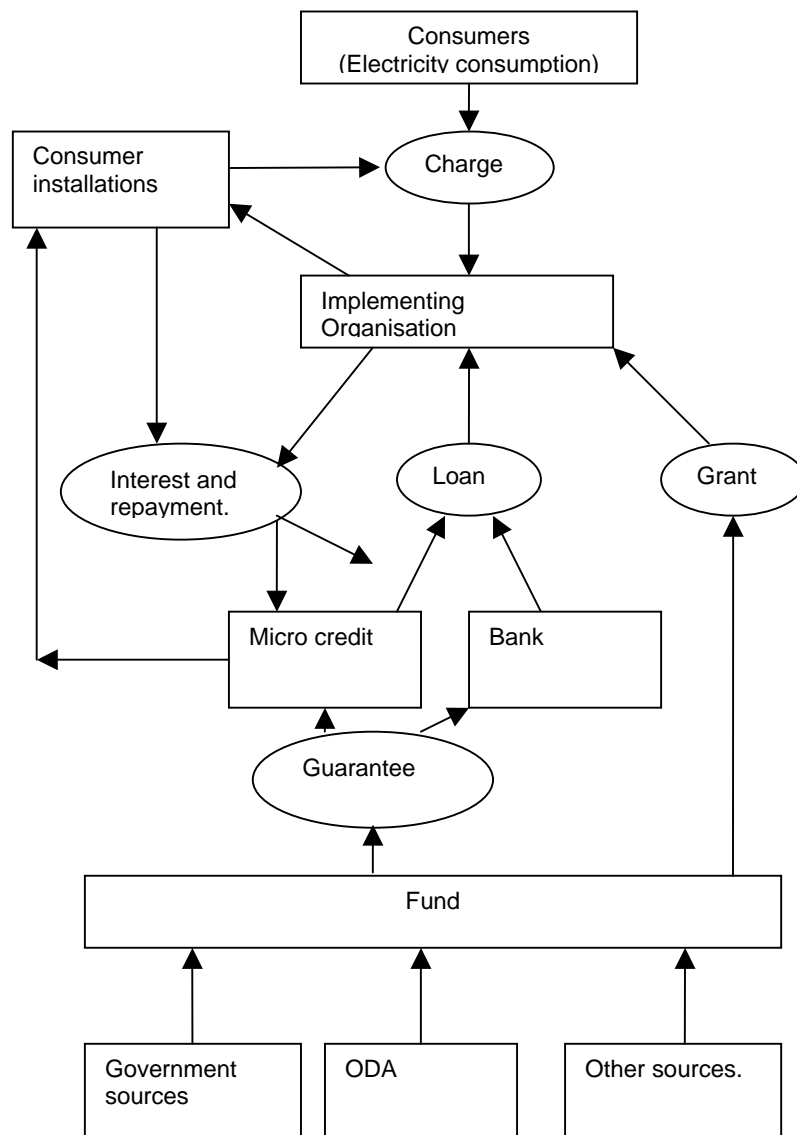 Consumers
(Electricity consumption)
Consumer
installations
Charge
Implementing
Organisation
Interest and
repayment.
Loan
Grant
Micro credit
Bank
Guarantee
Fund
Government
sources
ODA
Other sources.